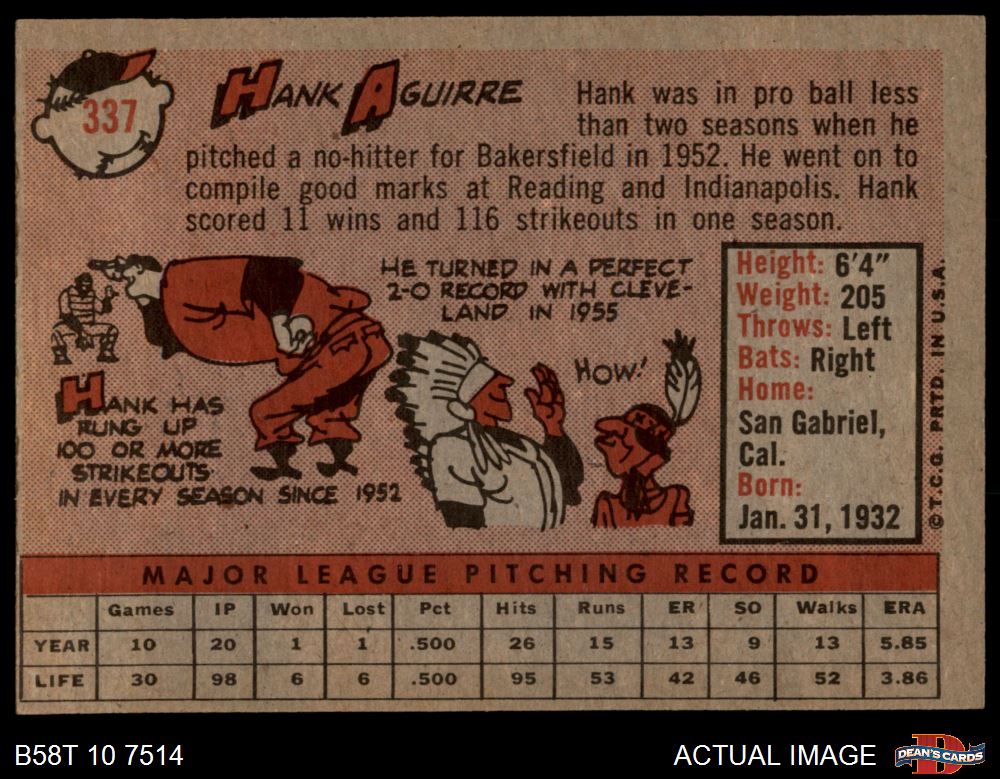 337
HANK AGUIRRE
Hank was in pro ball less
than two seasons when he
pitched a no-hitter for Bakersfield in 1952. He went on to
compile good marks at Reading and Indianapolis. Hank
scored 11 wins and 116 strikeouts in one season.
HE TURNED IN A PERFECT
2-0 RECORD WITH CLEVE-
LAND IN 1955
HOW!
HANK HAS
RUNG UP
100 OR MORE
STRIKEOUTS
IN EVERY SEASON SINCE 1952
Height: 6'4"
Weight: 205
Throws: Left
Bats: Right
Home:
San Gabriel,
Cal.
Born:
Jan. 31, 1932
©T.C.G. PRTD. IN U.S.A.
MAJOR LEAGUE PITCHING RECORD
Games IP Won Lost Pct Hits Runs ER SO Walks ERA
YEAR 10 20 1 1 .500 26 15 13 9 13 5.85
LIFE 30 98 6 6 .500 95 53 42 46 52 3.86
B58T 10 7514
ACTUAL IMAGE
DEAN'S CARDS